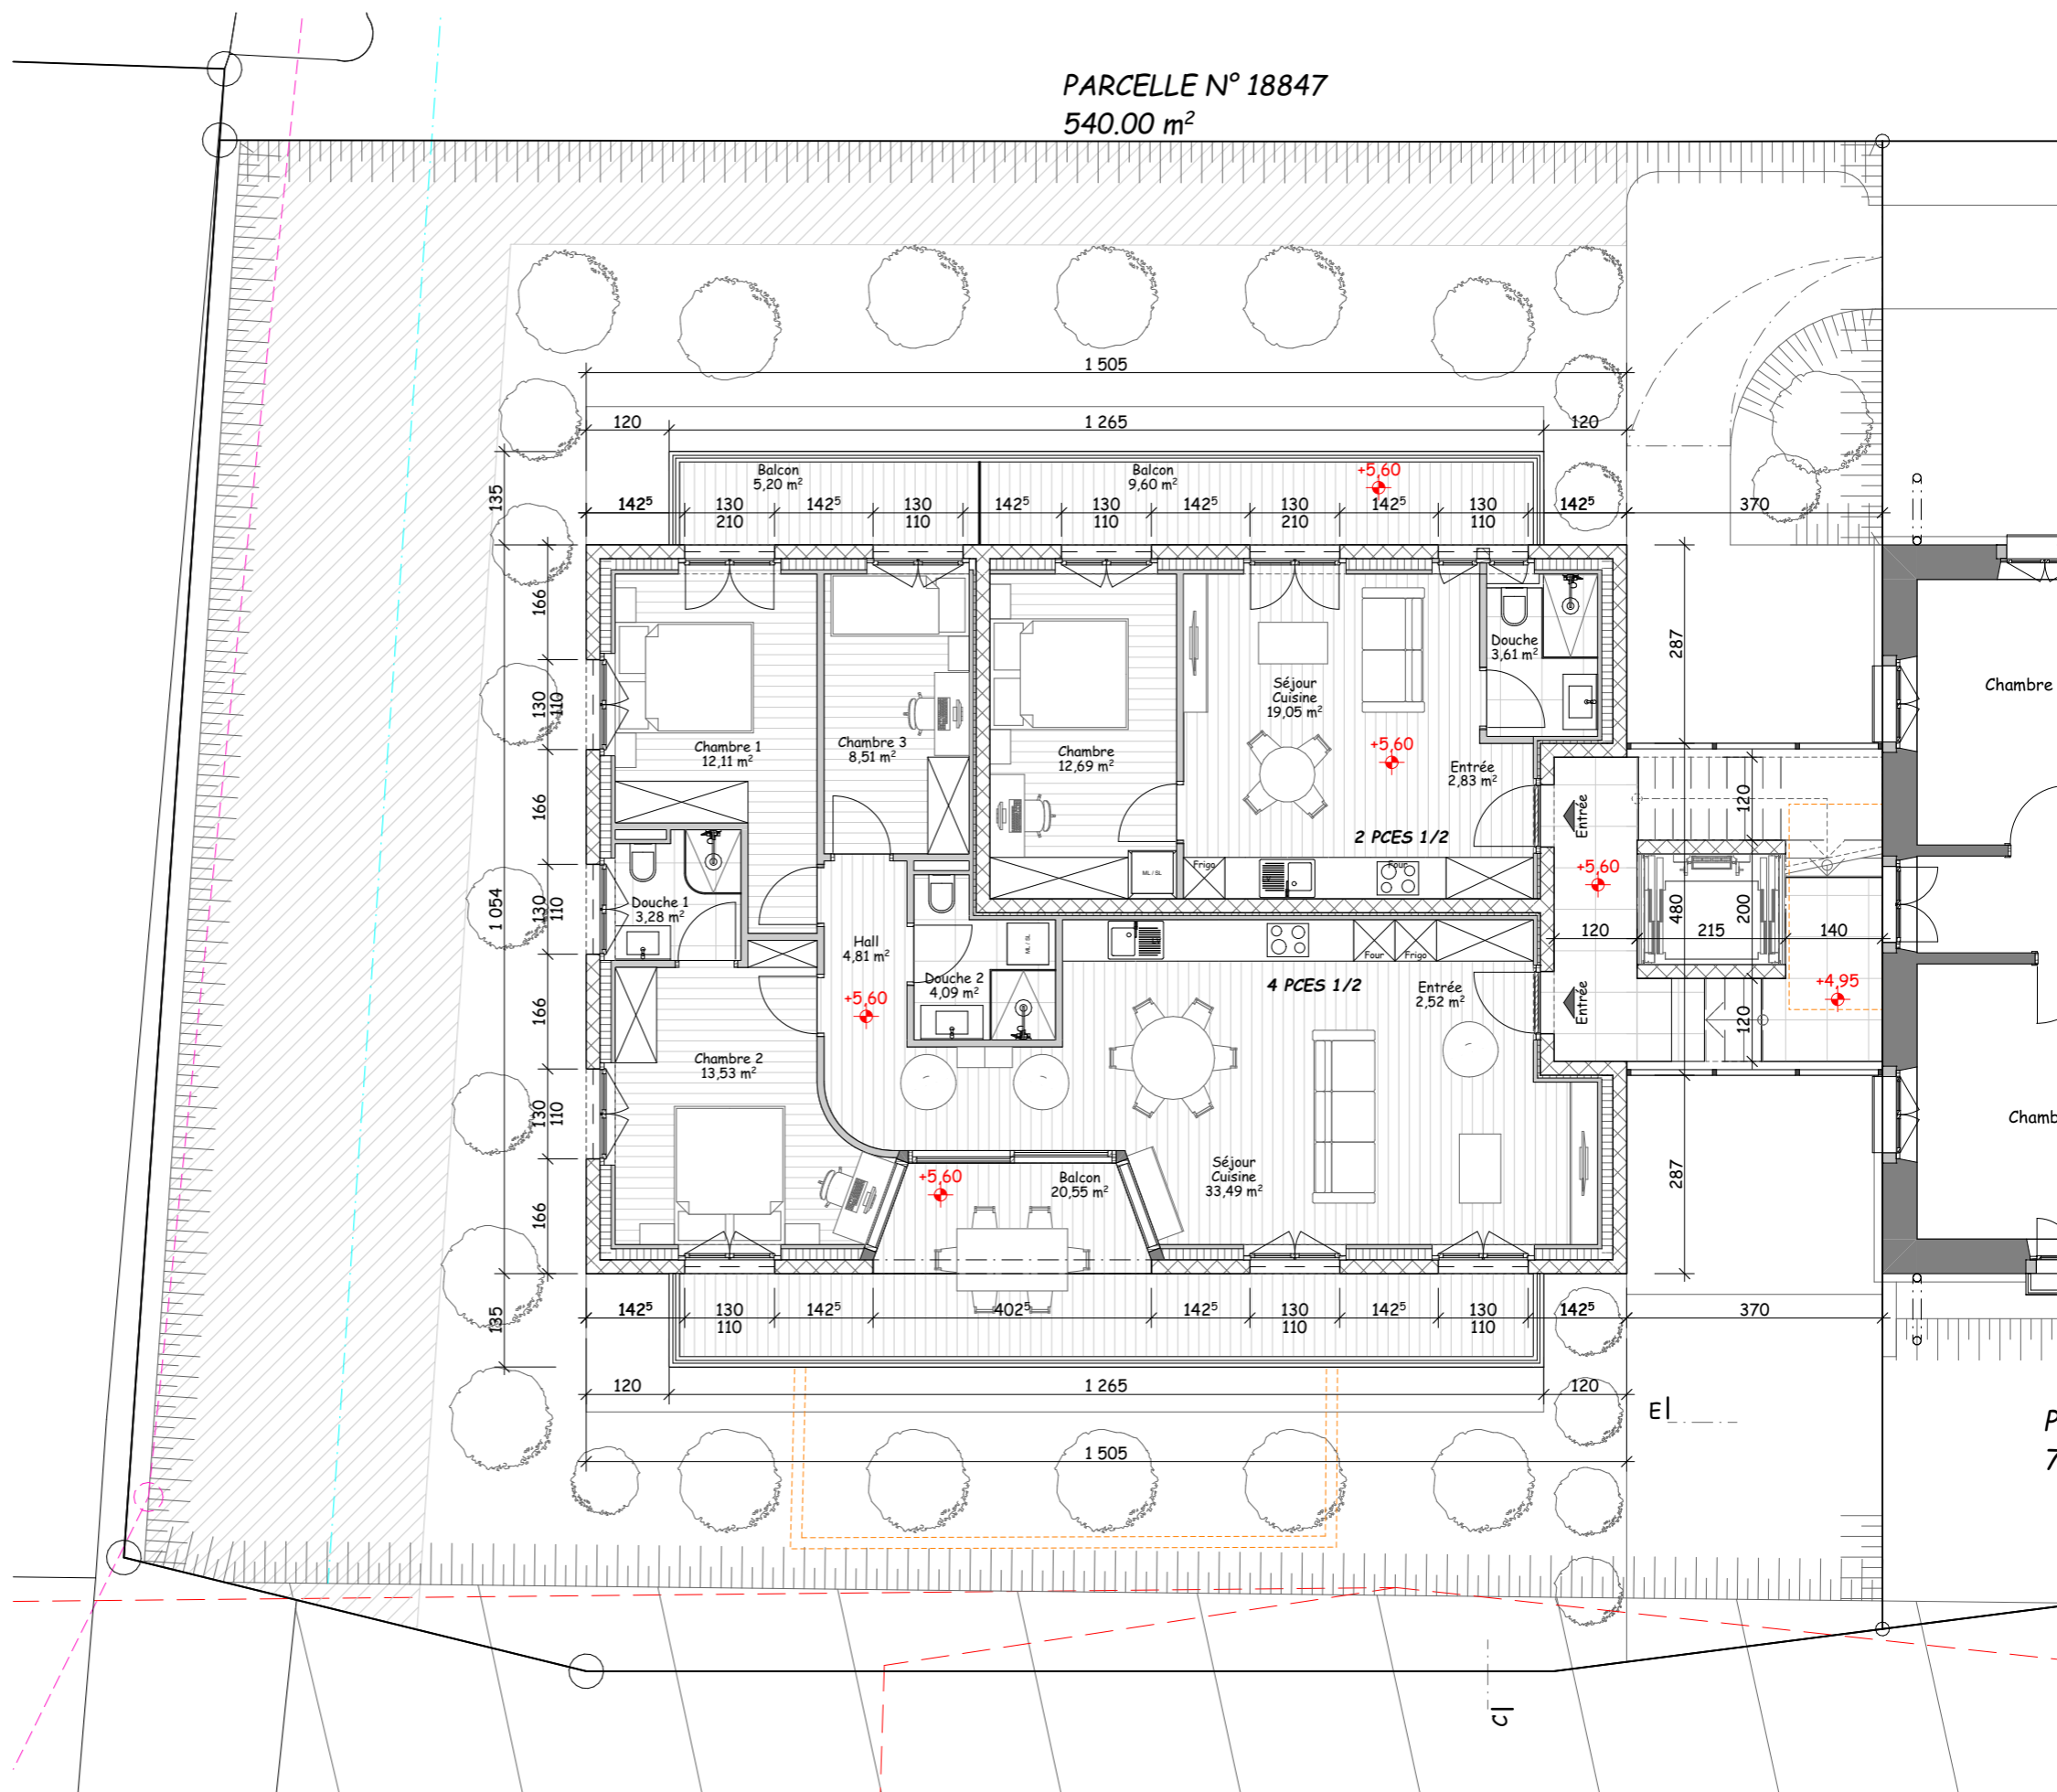 PARCELLE N° 18847
540.00 m²
1 505
120
1 265
120
135
Balcon
5,20 m²
Balcon
9,60 m²
+5,60
142⁵
130
210
142⁵
130
110
142⁵
130
110
142⁵
130
210
142⁵
130
110
142⁵
370
166
130
110
166
1 054
130
110
166
130
110
166
135
287
Chambre 1
12,11 m²
Chambre 3
8,51 m²
Chambre
12,69 m²
Séjour
Cuisine
19,05 m²
+5,60
Douche
3,61 m²
Entrée
2,83 m²
2 PCES 1/2
Entrée
Frigo
Four
ML / SL
+5,60
120
480
200
120
215
140
+4,95
120
Chambre
Douche 1
3,28 m²
Hall
4,81 m²
+5,60
Douche 2
4,09 m²
ML / SL
Four
Frigo
4 PCES 1/2
Entrée
2,52 m²
Entrée
Chambre 2
13,53 m²
+5,60
Balcon
20,55 m²
Séjour
Cuisine
33,49 m²
287
Chamb
142⁵
130
110
142⁵
402⁵
142⁵
130
110
142⁵
130
110
142⁵
370
120
1 265
120
1 505
E
P
7
C